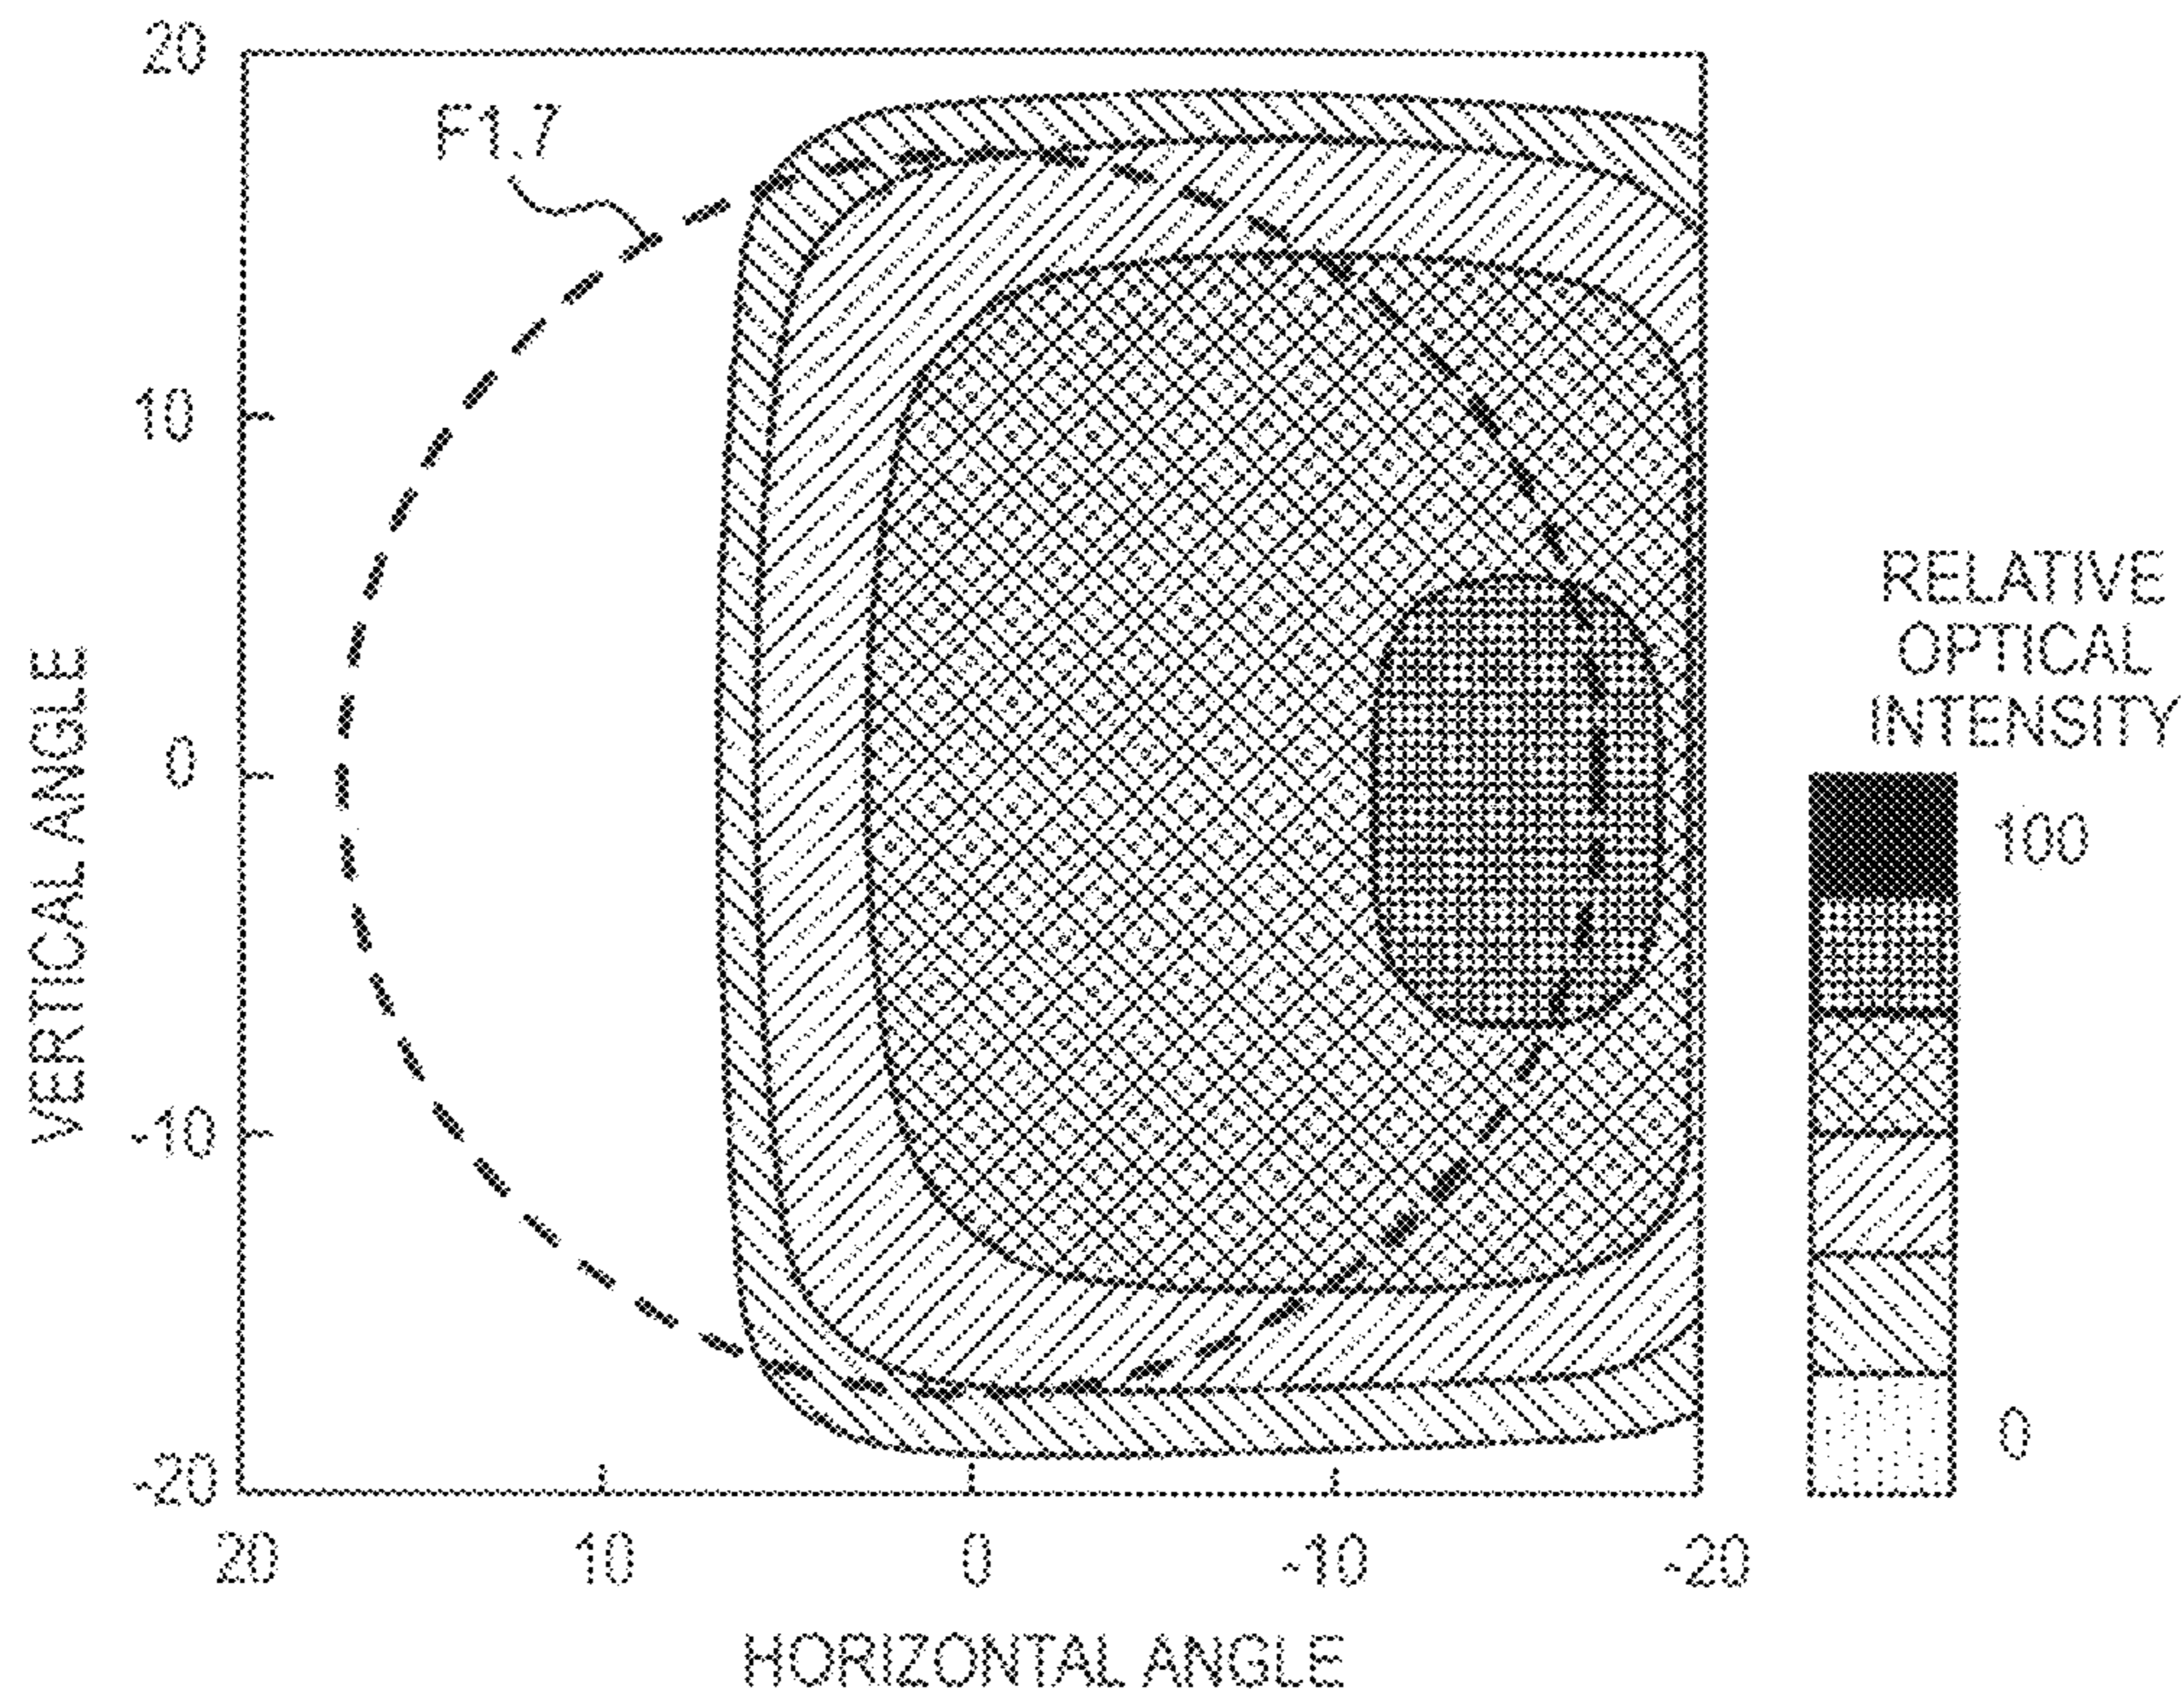 20
F1.7
10
0
-10
-20
VERTICAL ANGLE
20
10
0
-10
-20
HORIZONTAL ANGLE
RELATIVE
OPTICAL
INTENSITY
100
0